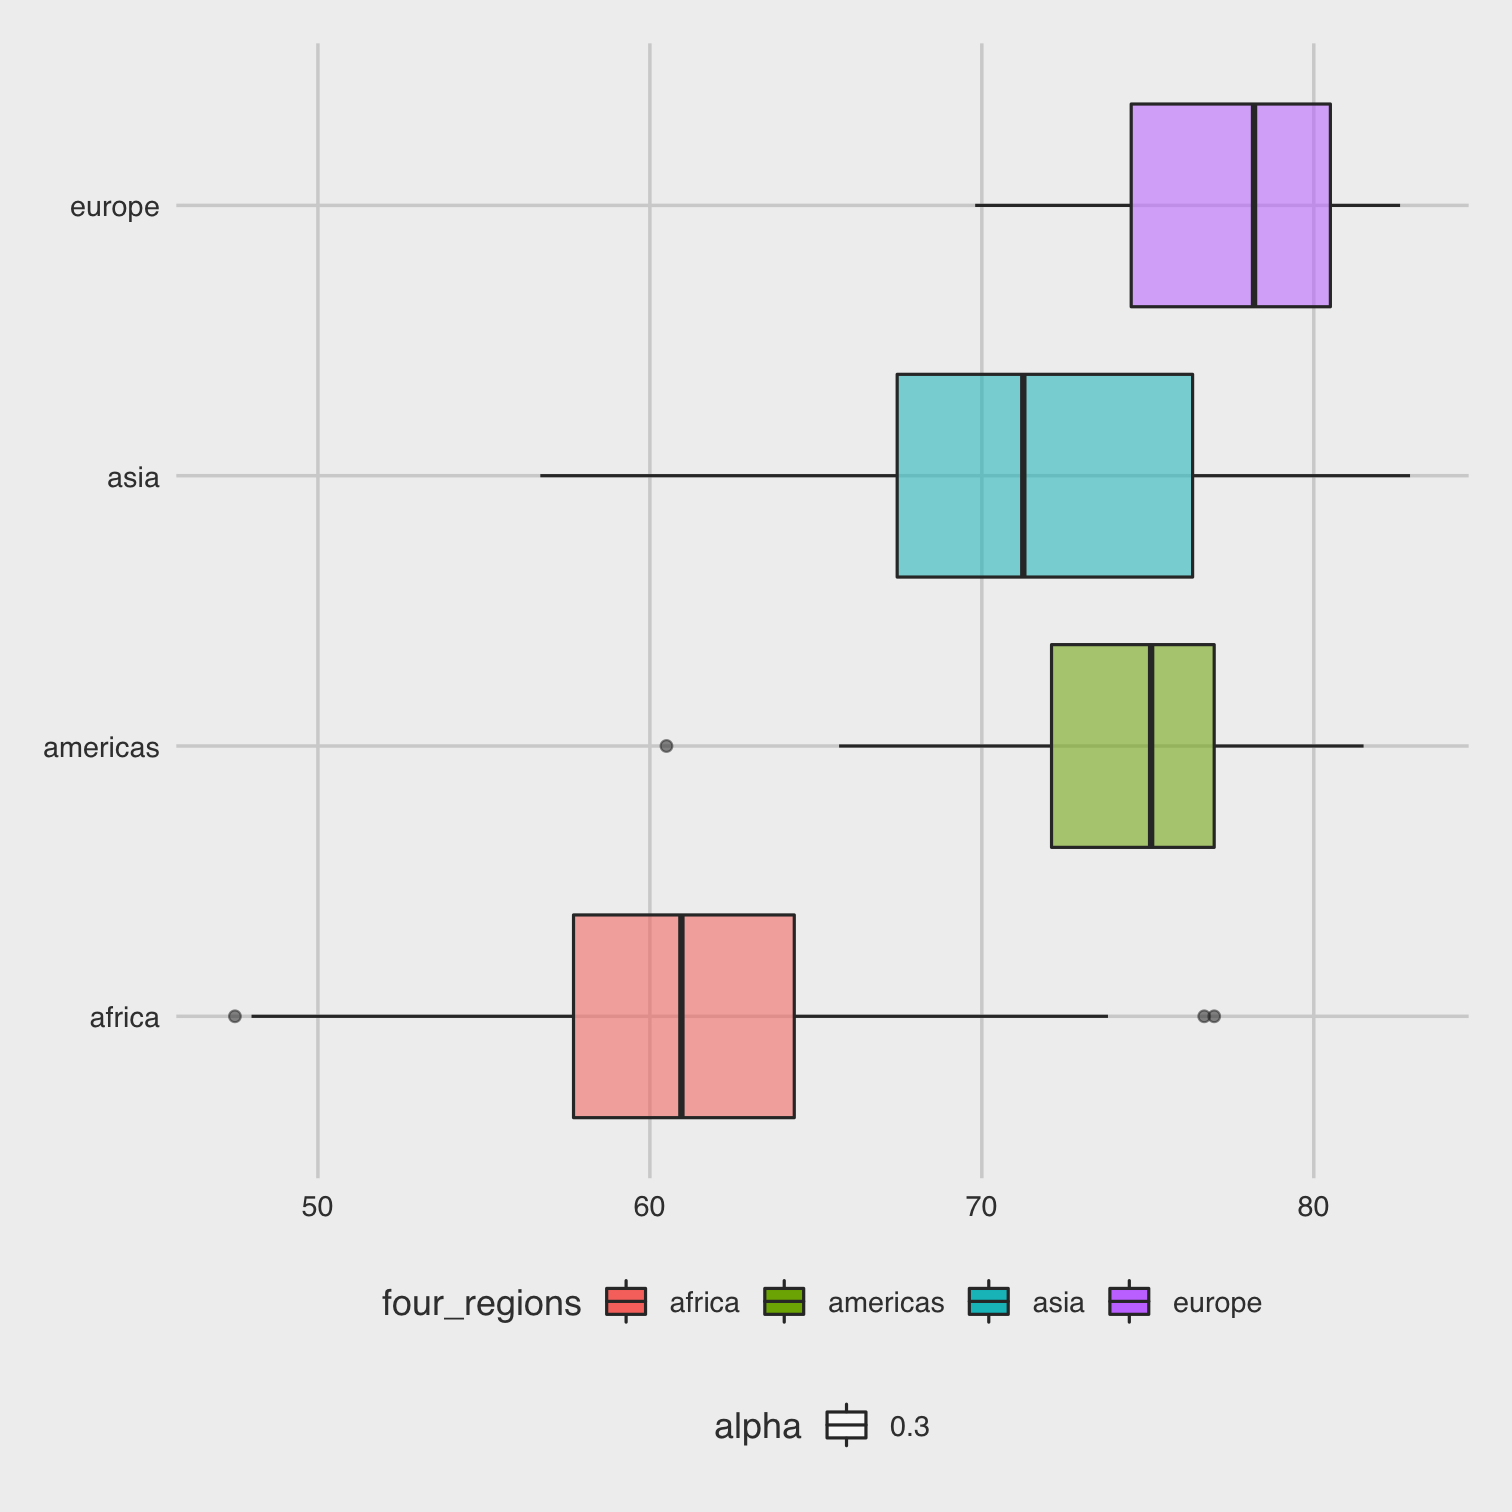 europe
asia
americas
africa
50 60 70 80
four_regions africa americas asia europe
alpha 0.3